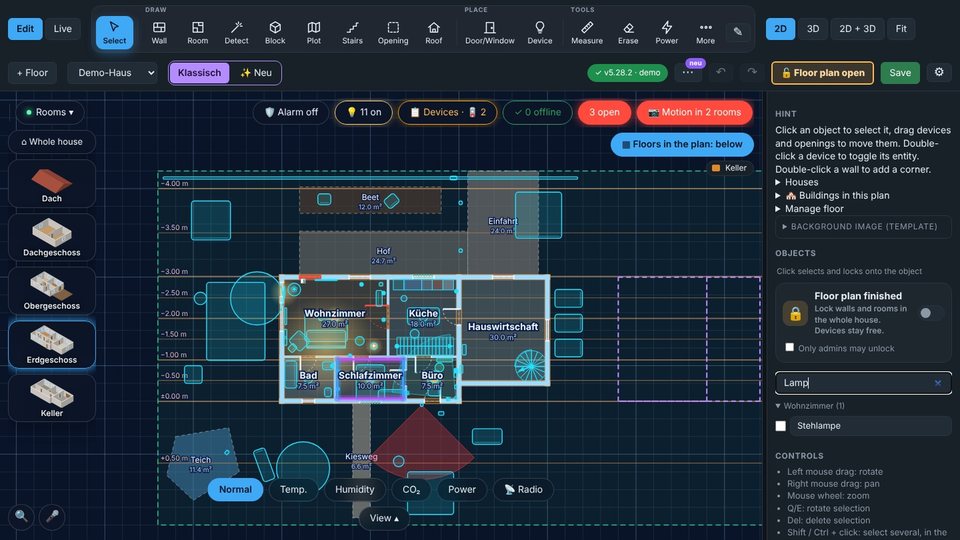 DRAW
PLACE
TOOLS
Edit
Live
Select
Wall
Room
Detect
Block
Plot
Stairs
Opening
Roof
Door/Window
Device
Measure
Erase
Power
More
2D
3D
2D + 3D
Fit
+ Floor
Demo-Haus
Klassisch
✨ Neu
✓ v5.28.2 · demo
neu
🔓 Floor plan open
Save
Rooms ▾
Alarm off
11 on
Devices · 2
✓ 0 offline
3 open
Motion in 2 rooms
Floors in the plan: below
Keller
⌂ Whole house
Dach
Dachgeschoss
Obergeschoss
Erdgeschoss
Keller
−4.00 m
−3.50 m
−3.00 m
−2.50 m
−2.00 m
−1.50 m
−1.00 m
−0.50 m
±0.00 m
+0.50 m
Beet
12.0 m²
Einfahrt
24.0 m²
Hof
24.7 m²
Wohnzimmer
27.0 m²
Küche
18.0 m²
Hauswirtschaft
30.0 m²
Bad
7.5 m²
Schlafzimmer
10.0 m²
Büro
7.5 m²
Teich
11.4 m²
Kiesweg
6.6 m²
Normal
Temp.
Humidity
CO₂
Power
Radio
View ▴
HINT
Click an object to select it, drag devices
and openings to move them. Double-
click a device to toggle its entity.
Double-click a wall to add a corner.
▶ Houses
▶ Buildings in this plan
▶ Manage floor
▶ BACKGROUND IMAGE (TEMPLATE)
OBJECTS
Click selects and locks onto the object
Floor plan finished
Lock walls and rooms in
the whole house.
Devices stay free.
Only admins may unlock
Lamp
▼ Wohnzimmer (1)
Stehlampe
CONTROLS
• Left mouse drag: rotate
• Right mouse drag: pan
• Mouse wheel: zoom
• Q/E: rotate selection
• Del: delete selection
• Shift / Ctrl + click: select several, in the